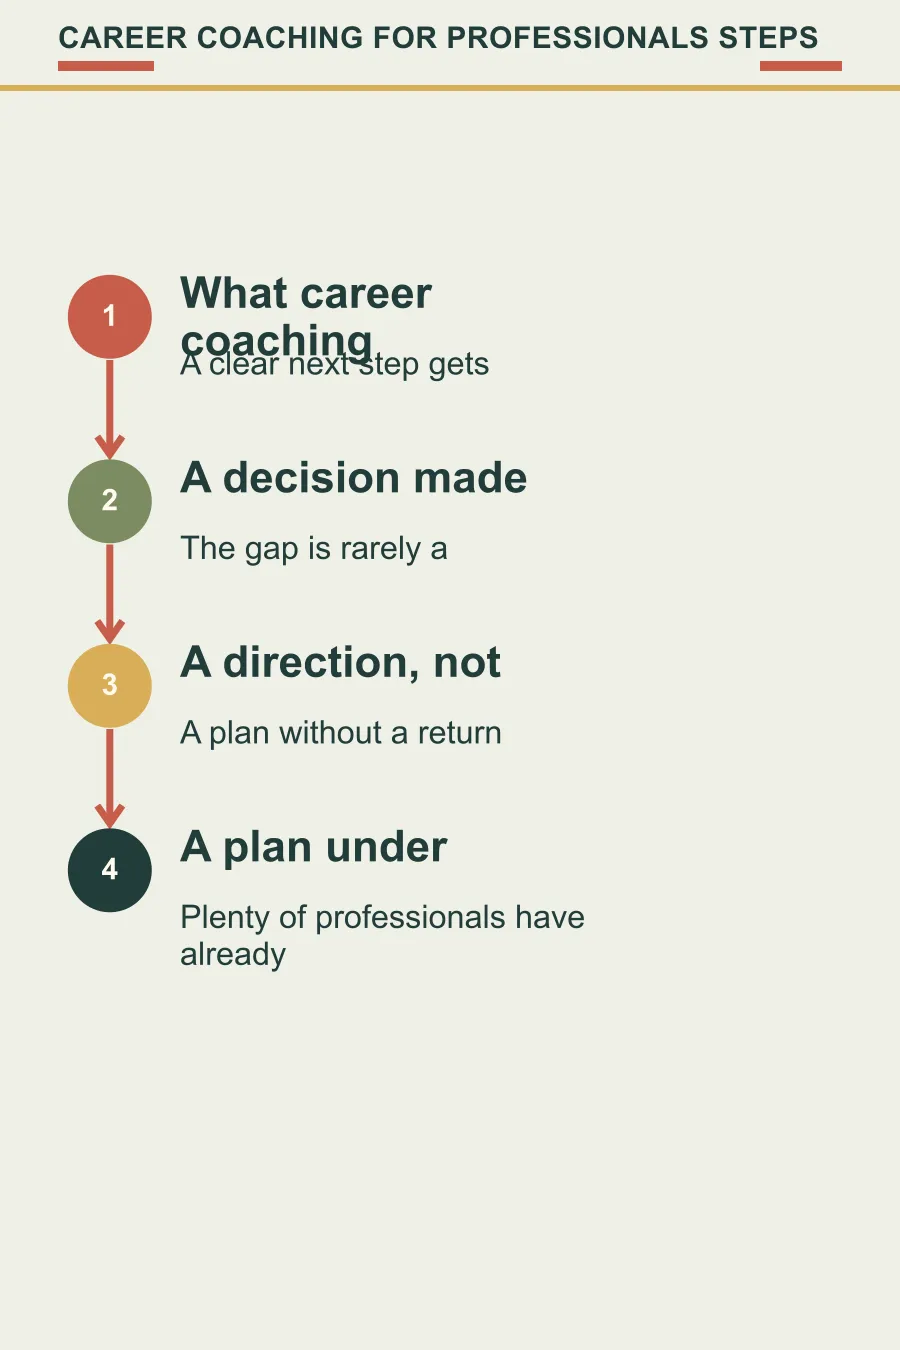 CAREER COACHING FOR PROFESSIONALS STEPS
1
What career
coaching
A clear next step gets
2
A decision made
The gap is rarely a
3
A direction, not
A plan without a return
4
A plan under
Plenty of professionals have
already